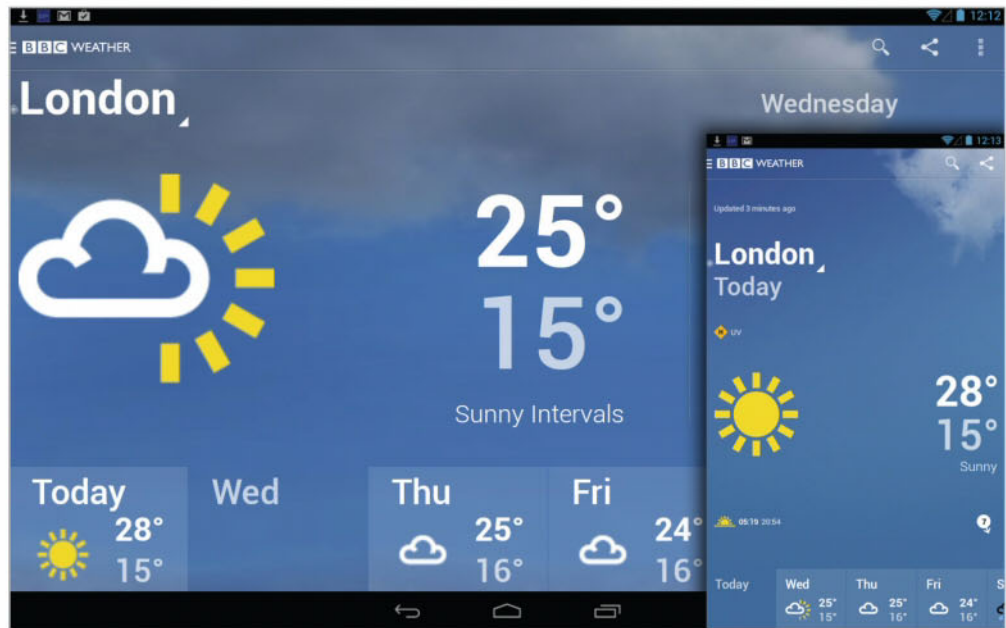 12:12
BBC WEATHER
London
Wednesday
25°
15°
Sunny Intervals
Today
28°
15°
Wed
Thu
25°
16°
Fri
24°
16°
12:13
BBC WEATHER
Updated 3 minutes ago
London
Today
UV
28°
15°
Sunny
05:19 20:54
?
Today
Wed
25°
15°
Thu
25°
16°
Fri
24°
16°
S